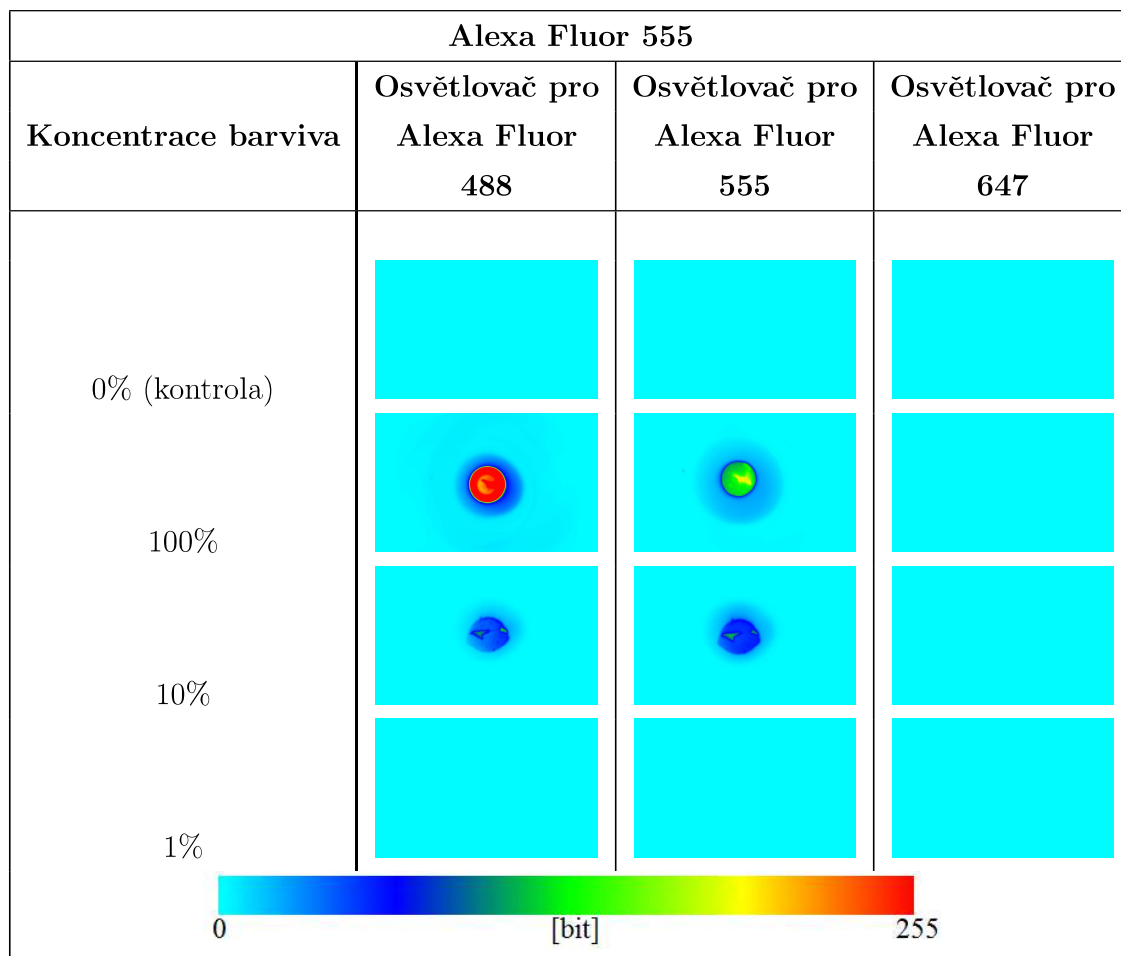 Alexa Fluor 555
Koncentrace barviva
Osvětlovač pro
Alexa Fluor
488
Osvětlovač pro
Alexa Fluor
555
Osvětlovač pro
Alexa Fluor
647
0% (kontrola)
100%
10%
1%
0 [bit] 255